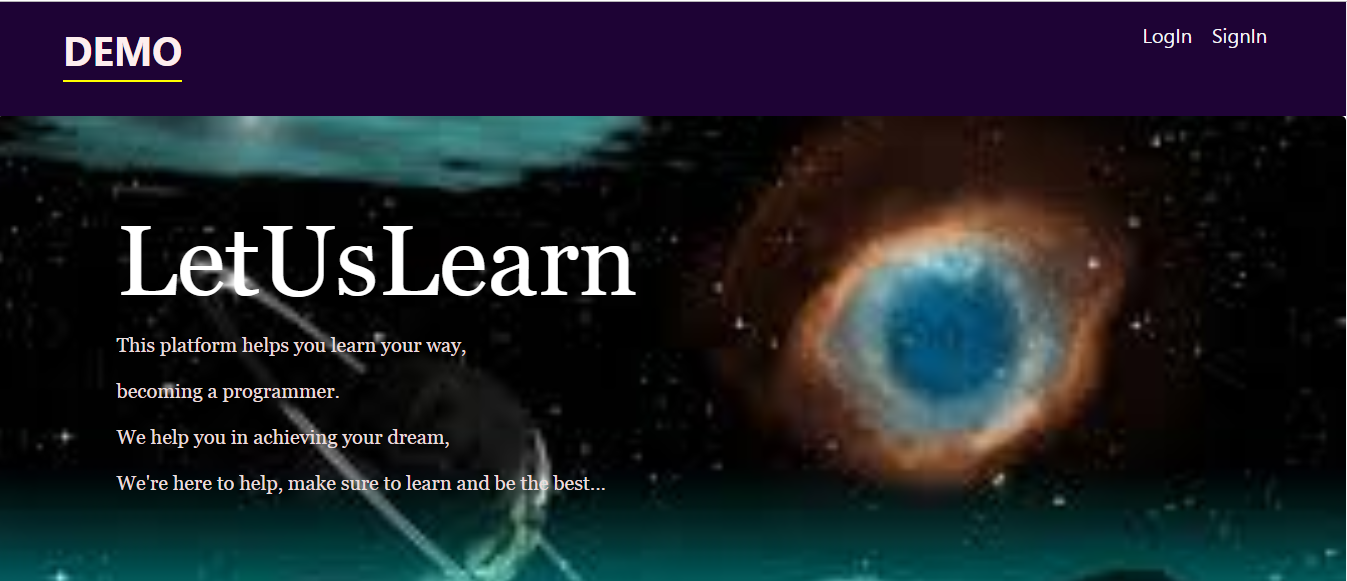 DEMO
LogIn SignIn
LetUsLearn
This platform helps you learn your way,
becoming a programmer.
We help you in achieving your dream,
We're here to help, make sure to learn and be the best...